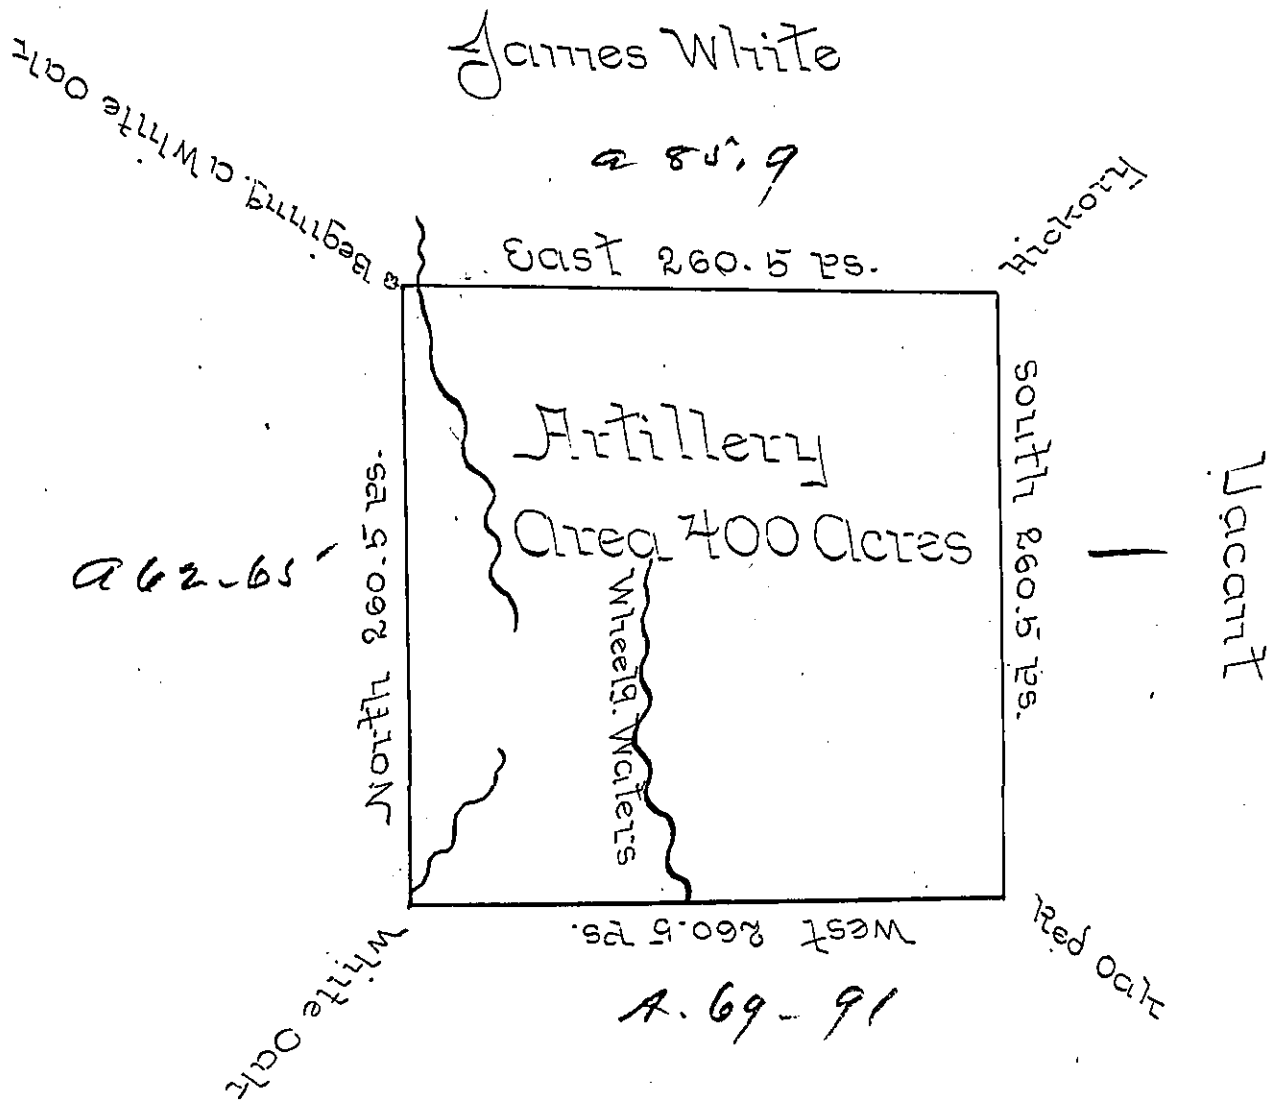 James White
a 85.9
East 260.5 ps.
Begining. a White Oak
Hickory
South 260.5 ps.
Vacant
Artillery
Area 400 Acres
Wheelg. Waters
North 260.5 ps.
a 62-65
West 260.5 ps.
A. 69-91
Red Oak
White Oak